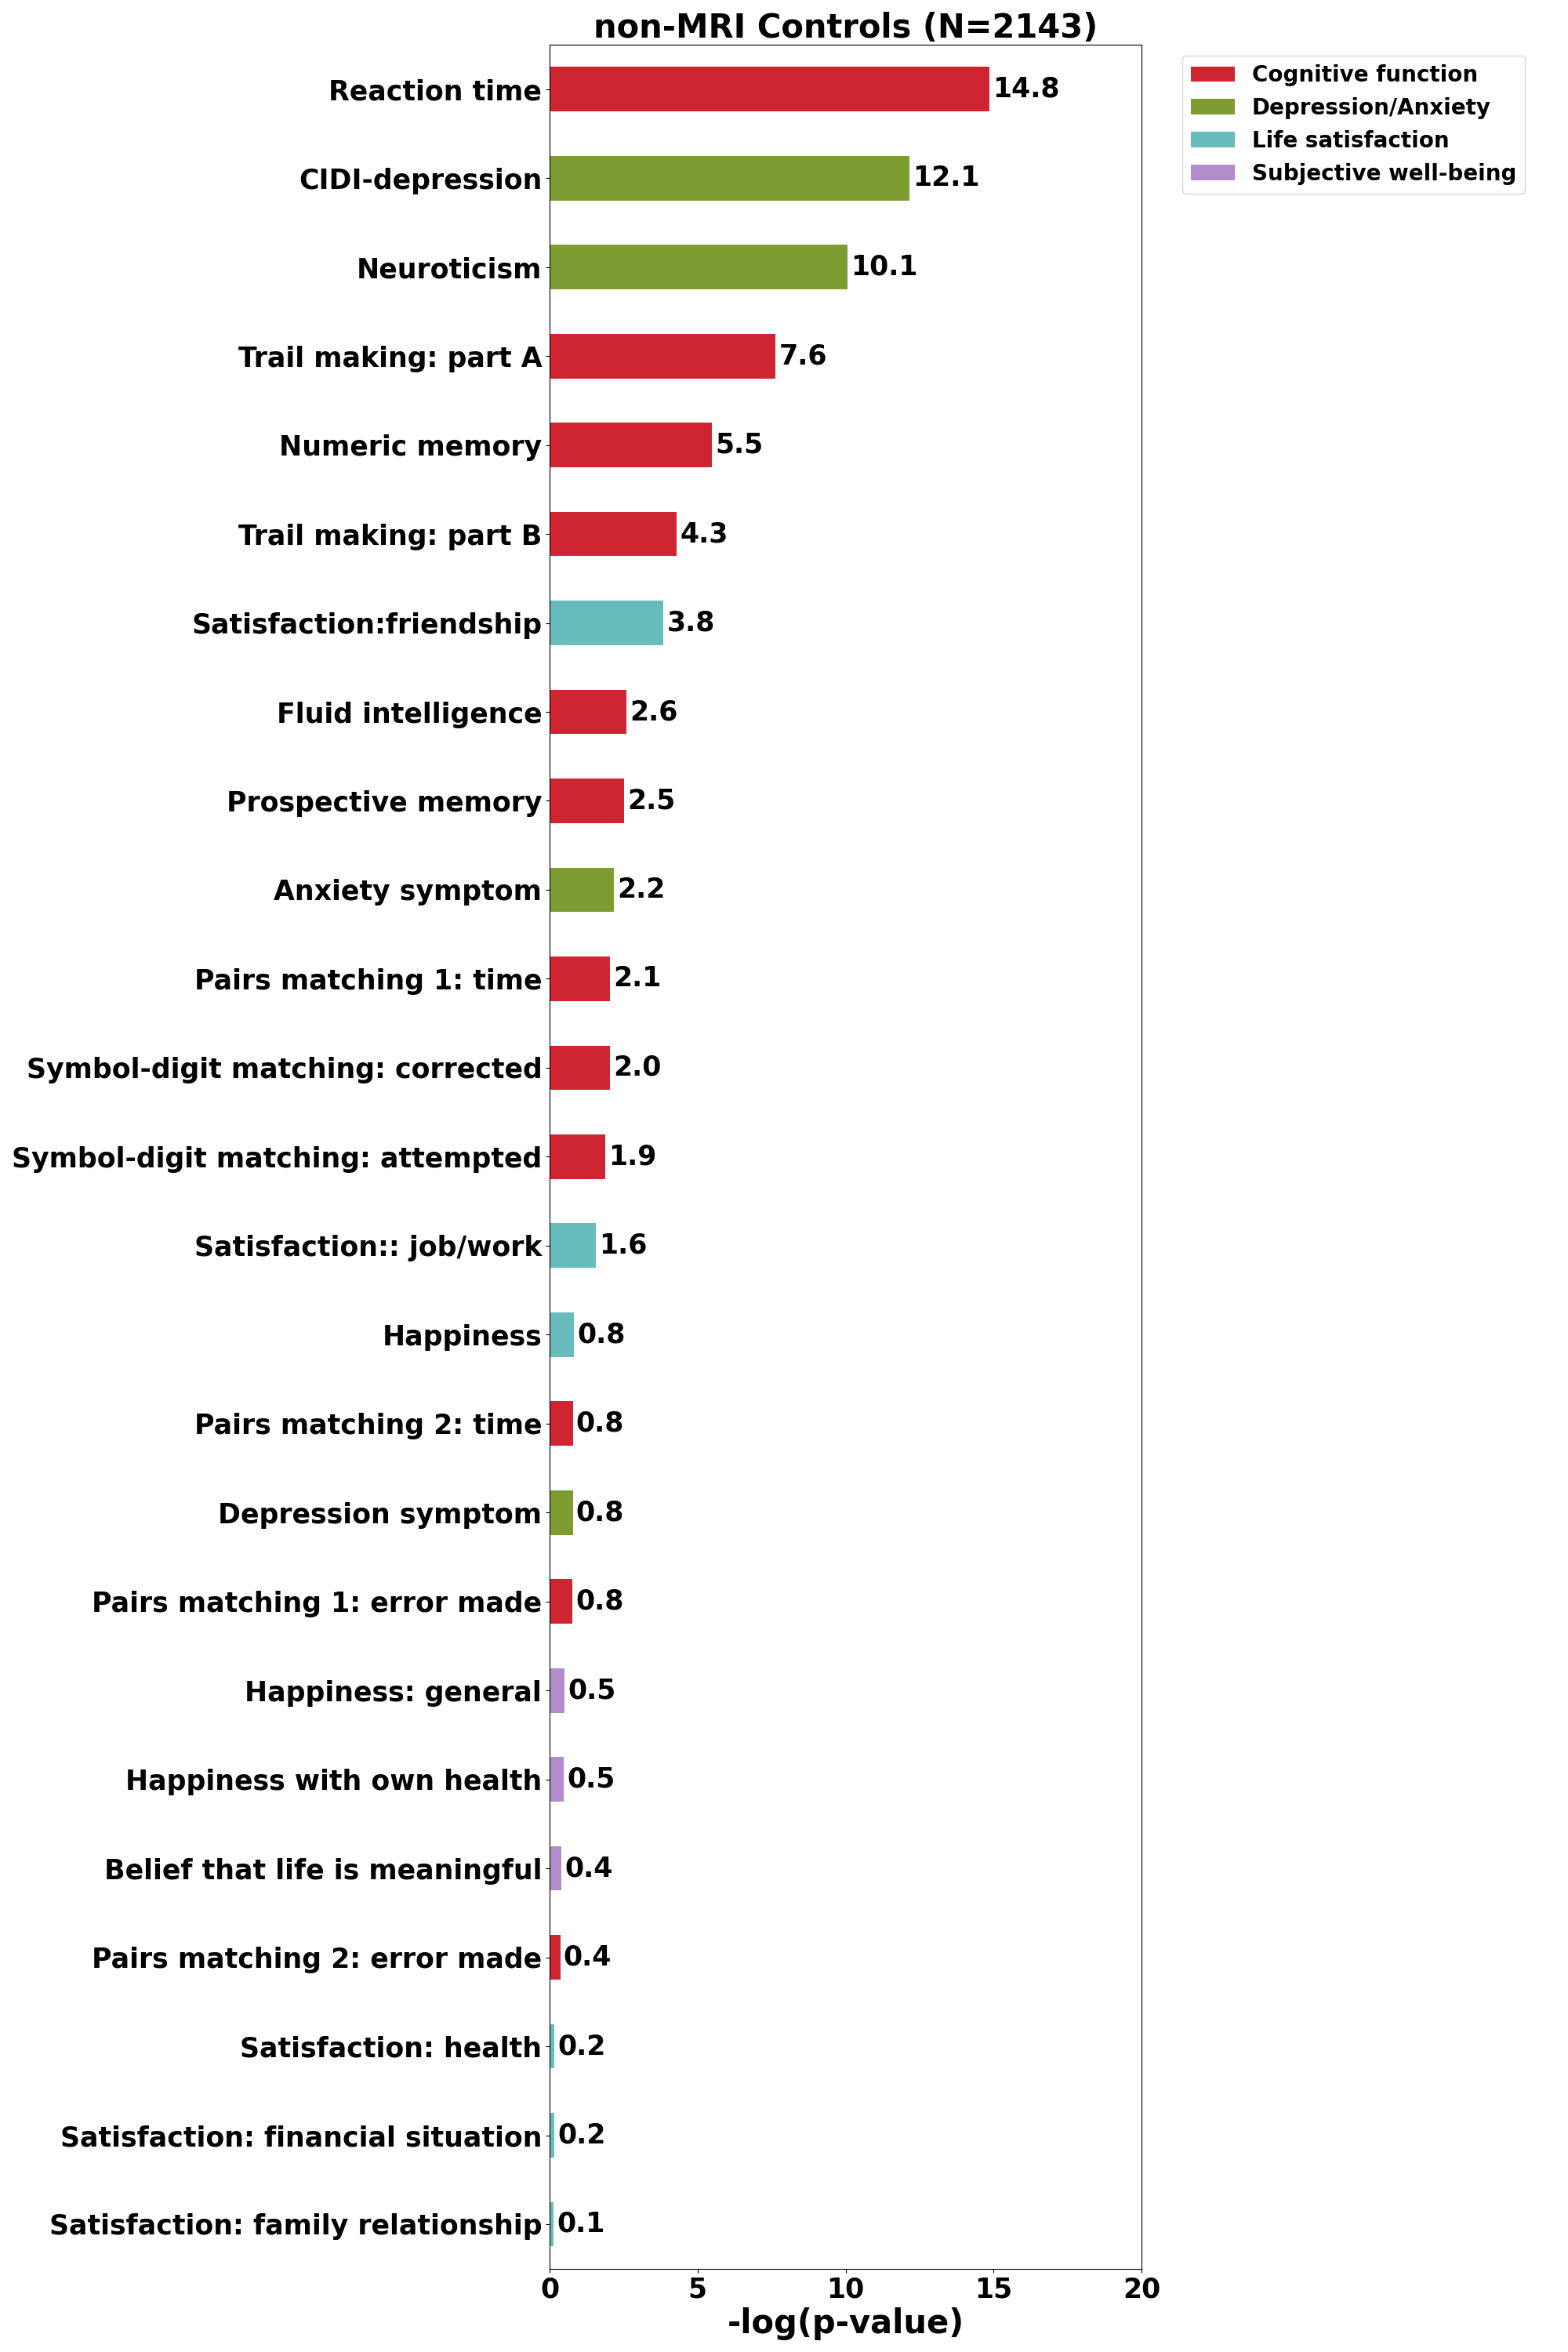 non-MRI Controls (N=2143)
Cognitive function
Depression/Anxiety
Life satisfaction
Subjective well-being
Reaction time 14.8
CIDI-depression 12.1
Neuroticism 10.1
Trail making: part A 7.6
Numeric memory 5.5
Trail making: part B 4.3
Satisfaction:friendship 3.8
Fluid intelligence 2.6
Prospective memory 2.5
Anxiety symptom 2.2
Pairs matching 1: time 2.1
Symbol-digit matching: corrected 2.0
Symbol-digit matching: attempted 1.9
Satisfaction:: job/work 1.6
Happiness 0.8
Pairs matching 2: time 0.8
Depression symptom 0.8
Pairs matching 1: error made 0.8
Happiness: general 0.5
Happiness with own health 0.5
Belief that life is meaningful 0.4
Pairs matching 2: error made 0.4
Satisfaction: health 0.2
Satisfaction: financial situation 0.2
Satisfaction: family relationship 0.1
0 5 10 15 20
-log(p-value)